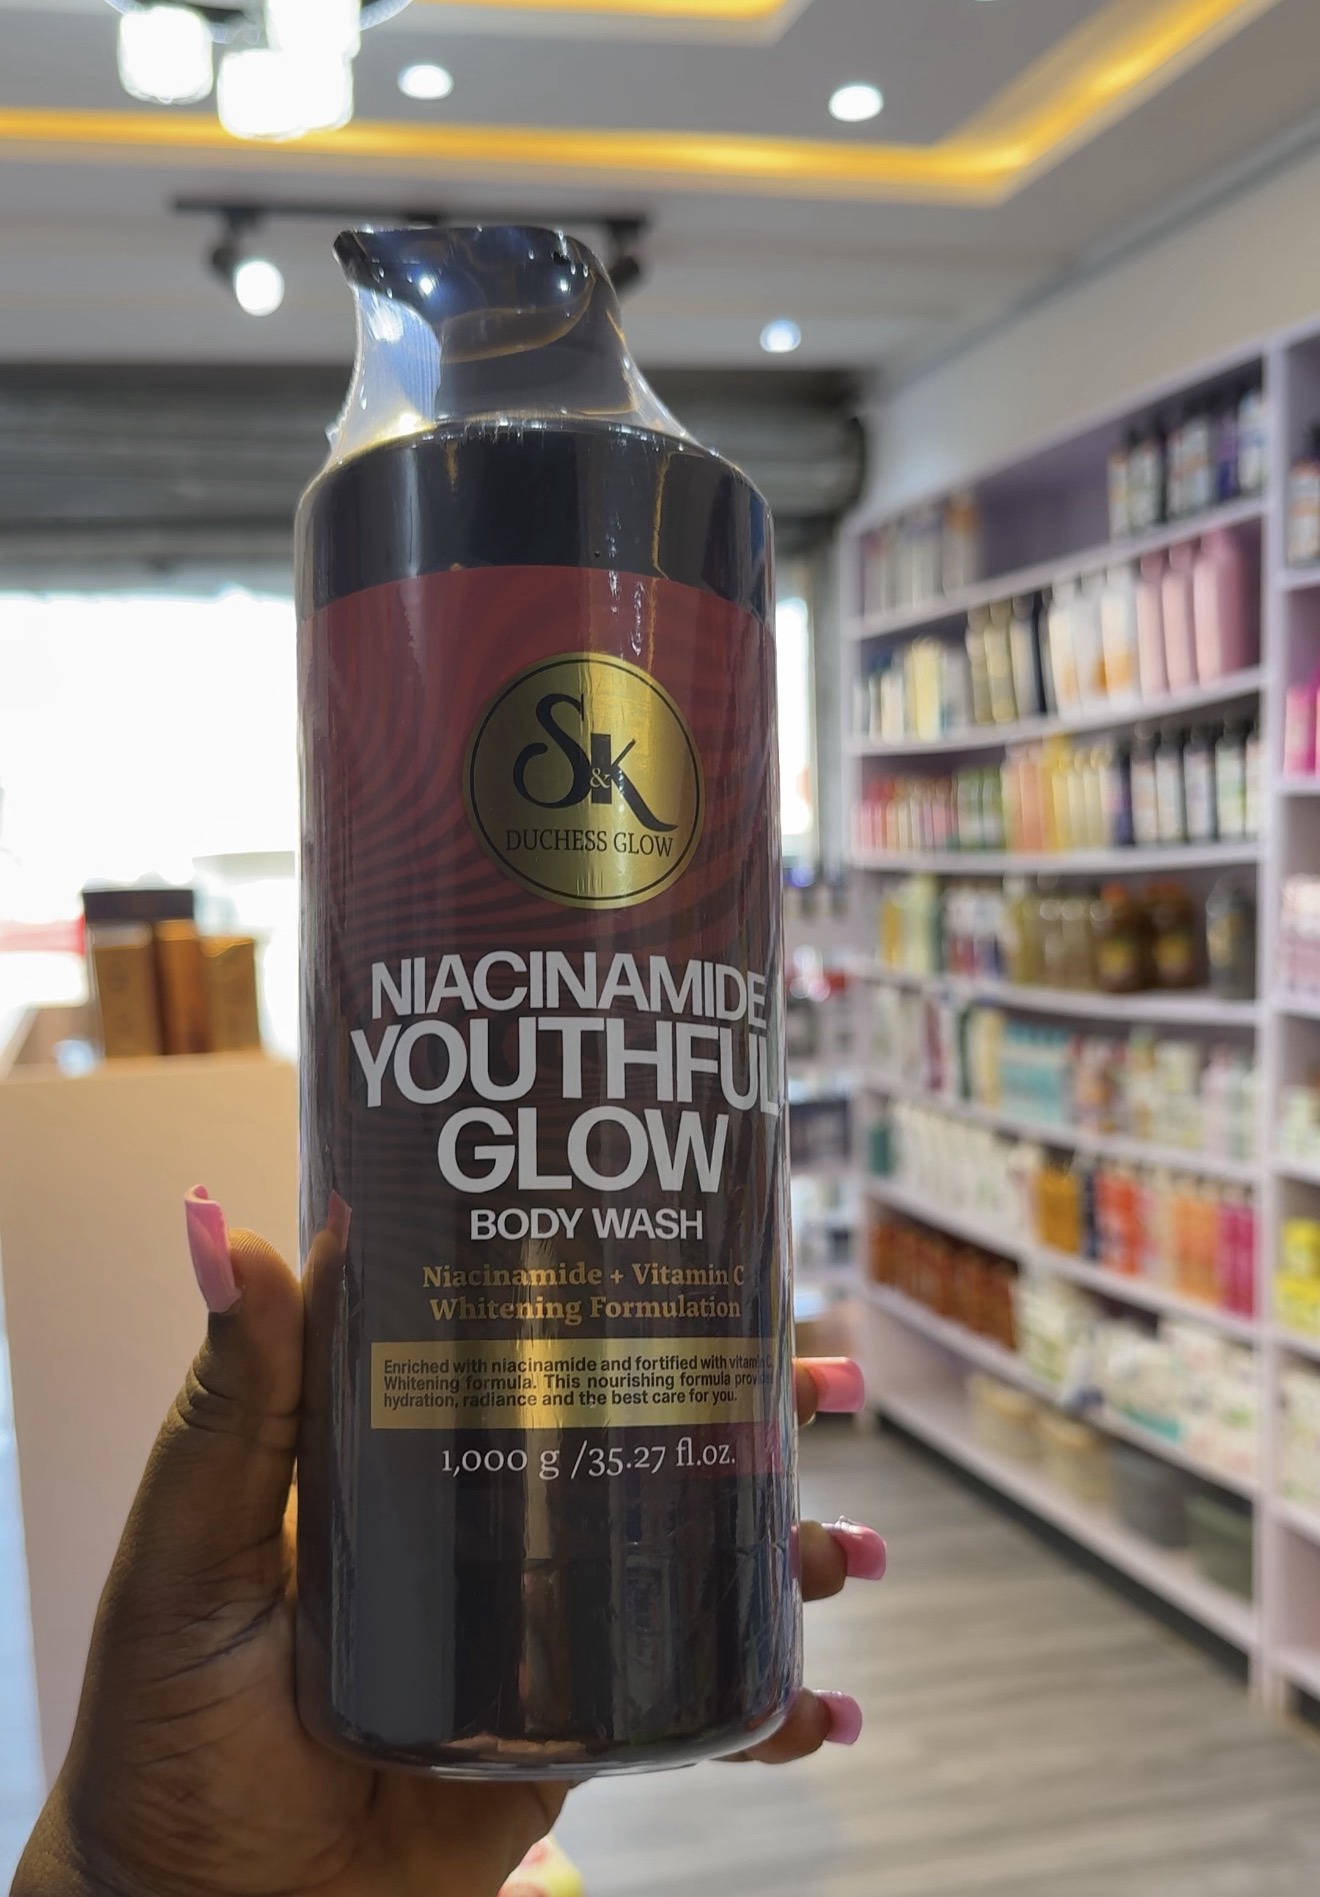 S&K
DUCHESS GLOW
NIACINAMIDE
YOUTHFUL
GLOW
BODY WASH
Niacinamide + Vitamin C
Whitening Formulation
Enriched with niacinamide and fortified with vitamin C,
Whitening formula. This nourishing formula provides
hydration, radiance and the best care for you.
1,000 g /35.27 fl.oz.